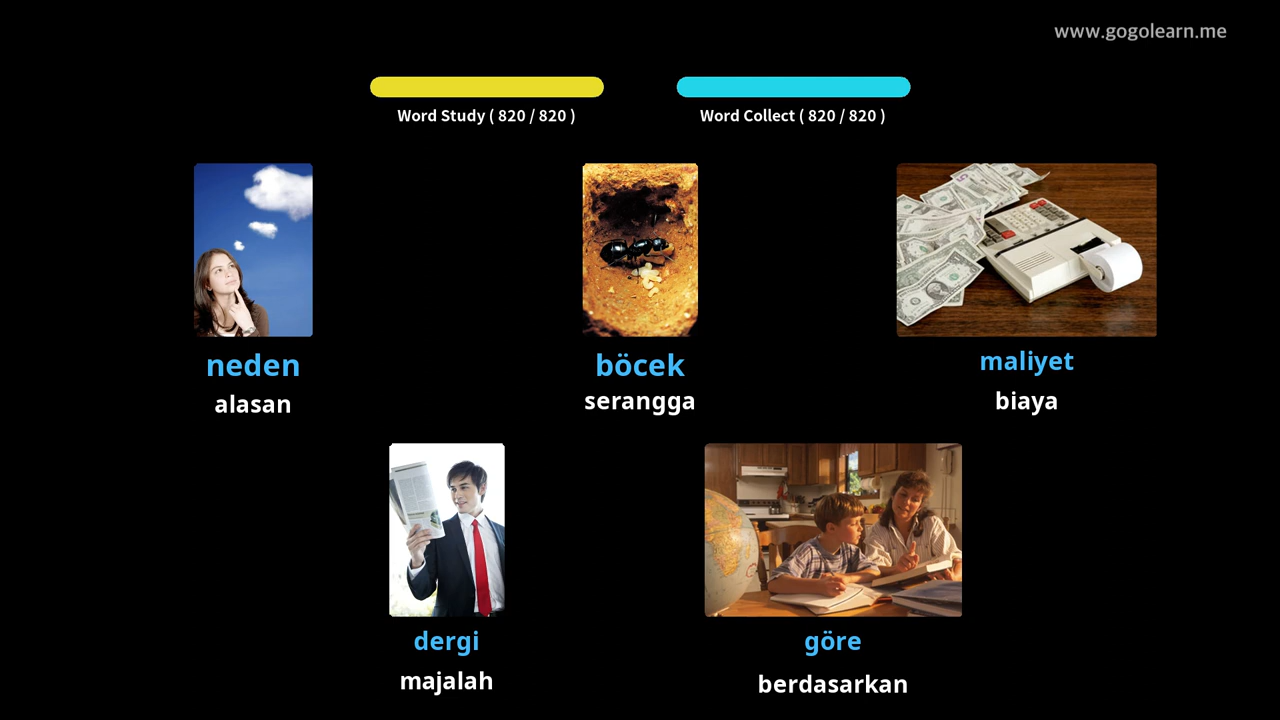 www.gogolearn.me
Word Study ( 820 / 820 )
Word Collect ( 820 / 820 )
neden
alasan
böcek
serangga
maliyet
biaya
dergi
majalah
göre
berdasarkan